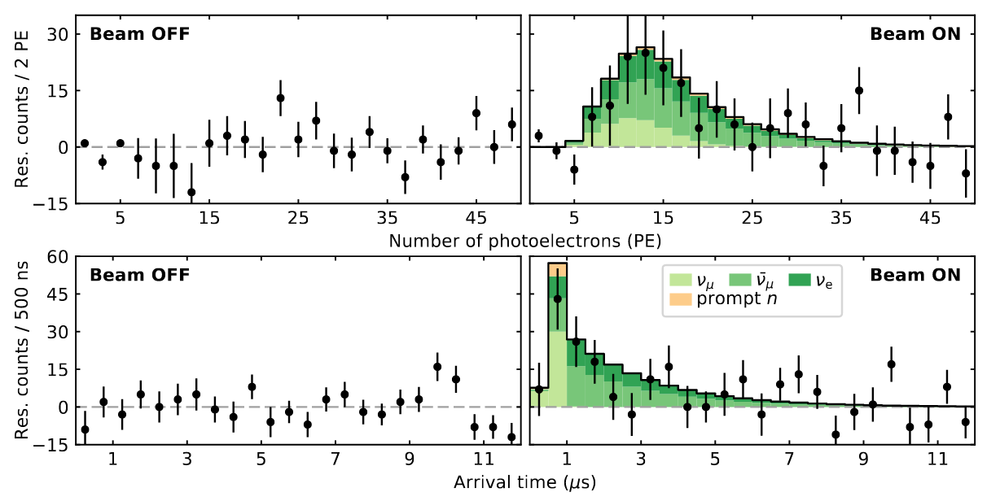 Res. counts / 2 PE
30
15
0
−15
Beam OFF
Beam ON
5 15 25 35 45
5 15 25 35 45
Number of photoelectrons (PE)
Res. counts / 500 ns
60
45
30
15
0
−15
Beam OFF
Beam ON
νμ ν̄μ νe
prompt n
1 3 5 7 9 11
1 3 5 7 9 11
Arrival time (μs)